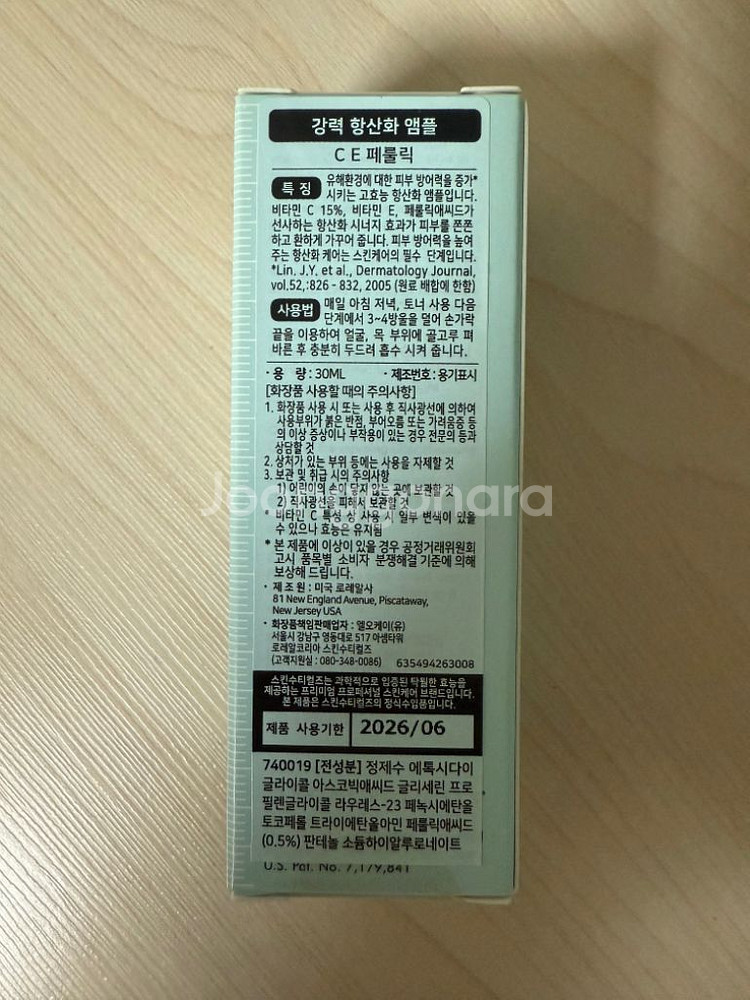 강력 항산화 앰플
C E 페룰릭
특 징 유해환경에 대한 피부 방어력을 증가*
시키는 고효능 항산화 앰플입니다.
비타민 C 15%, 비타민 E, 페룰릭애씨드가
선사하는 항산화 시너지 효과가 피부를 쫀쫀
하고 환하게 가꾸어 줍니다. 피부 방어력을 높여
주는 항산화 케어는 스킨케어의 필수 단계입니다.
*Lin. J.Y. et al., Dermatology Journal,
vol.52,:826 - 832, 2005 (원료 배합에 한함)
사용법 매일 아침 저녁, 토너 사용 다음
단계에서 3~4방울을 덜어 손가락
끝을 이용하여 얼굴, 목 부위에 골고루 펴
바른 후 충분히 두드려 흡수 시켜 줍니다.
· 용 량 : 30ML · 제조번호 : 용기표시
[화장품 사용할 때의 주의사항]
1. 화장품 사용 시 또는 사용 후 직사광선에 의하여
사용부위가 붉은 반점, 부어오름 또는 가려움증 등
의 이상 증상이나 부작용이 있는 경우 전문의 등과
상담할 것
2. 상처가 있는 부위 등에는 사용을 자제할 것
3. 보관 및 취급 시의 주의사항
1) 어린이의 손이 닿지 않는 곳에 보관할 것
2) 직사광선을 피해서 보관할 것
* 비타민 C 특성 상 사용 시 일부 변색이 있을
수 있으나 효능은 유지됨
* 본 제품에 이상이 있을 경우 공정거래위원회
고시 품목별 소비자 분쟁해결 기준에 의해
보상해 드립니다.
· 제 조 원 : 미국 로레알사
81 New England Avenue, Piscataway,
New Jersey USA
· 화장품책임판매업자 : 엘오케이(유)
서울시 강남구 영동대로 517 아셈타워
로레알코리아 스킨수티컬즈
(고객지원실 : 080-348-0086) 635494263008
스킨수티컬즈는 과학적으로 입증된 탁월한 효능을
제공하는 프리미엄 프로페셔널 스킨케어 브랜드입니다.
본 제품은 스킨수티컬즈의 정식수입품입니다.
제품 사용기한 2026/06
740019 [전성분] 정제수 에톡시다이
글라이콜 아스코빅애씨드 글리세린 프로
필렌글라이콜 라우레스-23 페녹시에탄올
토코페롤 트라이에탄올아민 페룰릭애씨드
(0.5%) 판테놀 소듐하이알루로네이트
U.S. Pat. No. 7,179,841
Joonggonara